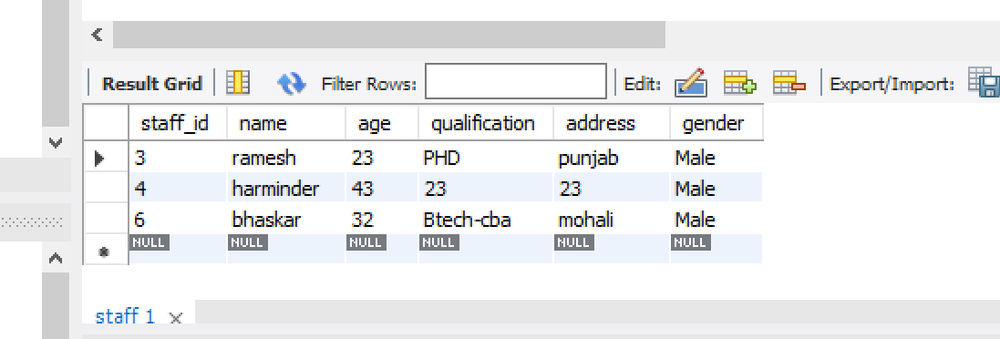 Result Grid Filter Rows: Edit: Export/Import:
staff_id name age qualification address gender
3 ramesh 23 PHD punjab Male
4 harminder 43 23 23 Male
6 bhaskar 32 Btech-cba mohali Male
NULL NULL NULL NULL NULL NULL
staff 1